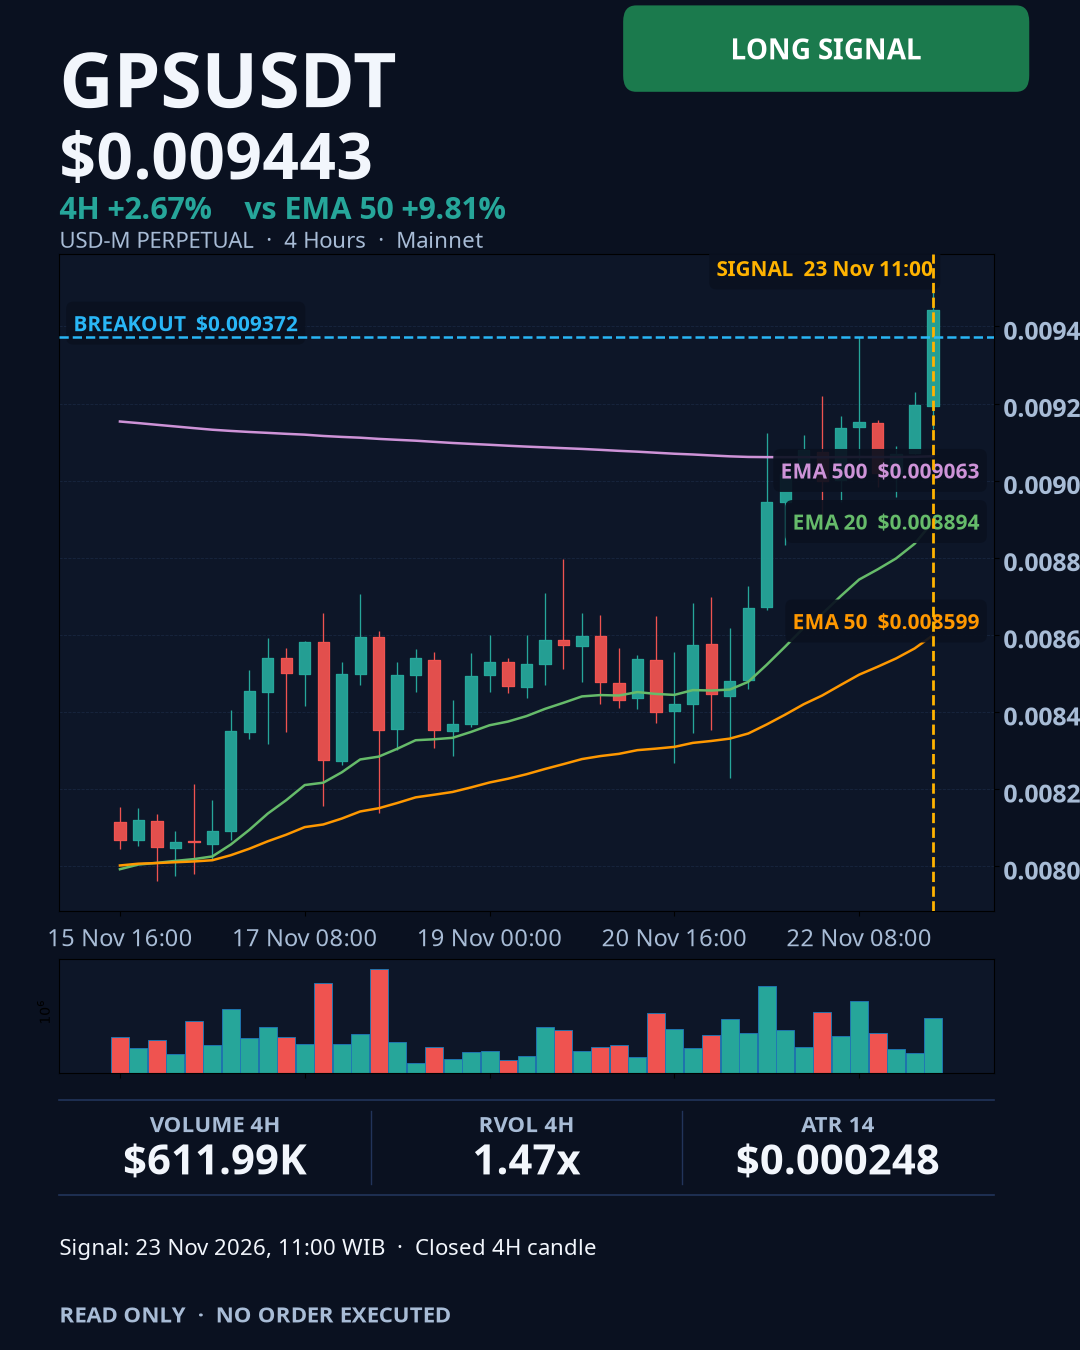 LONG SIGNAL
GPSUSDT
$0.009443
4H +2.67% vs EMA 50 +9.81%
USD-M PERPETUAL · 4 Hours · Mainnet
SIGNAL 23 Nov 11:00
BREAKOUT $0.009372
0.0094
0.0092
EMA 500 $0.009063
0.0090
EMA 20 $0.008894
0.0088
EMA 50 $0.008599
0.0086
0.0084
0.0082
0.0080
15 Nov 16:00 17 Nov 08:00 19 Nov 00:00 20 Nov 16:00 22 Nov 08:00
10⁶
VOLUME 4H RVOL 4H ATR 14
$611.99K 1.47x $0.000248
Signal: 23 Nov 2026, 11:00 WIB · Closed 4H candle
READ ONLY · NO ORDER EXECUTED